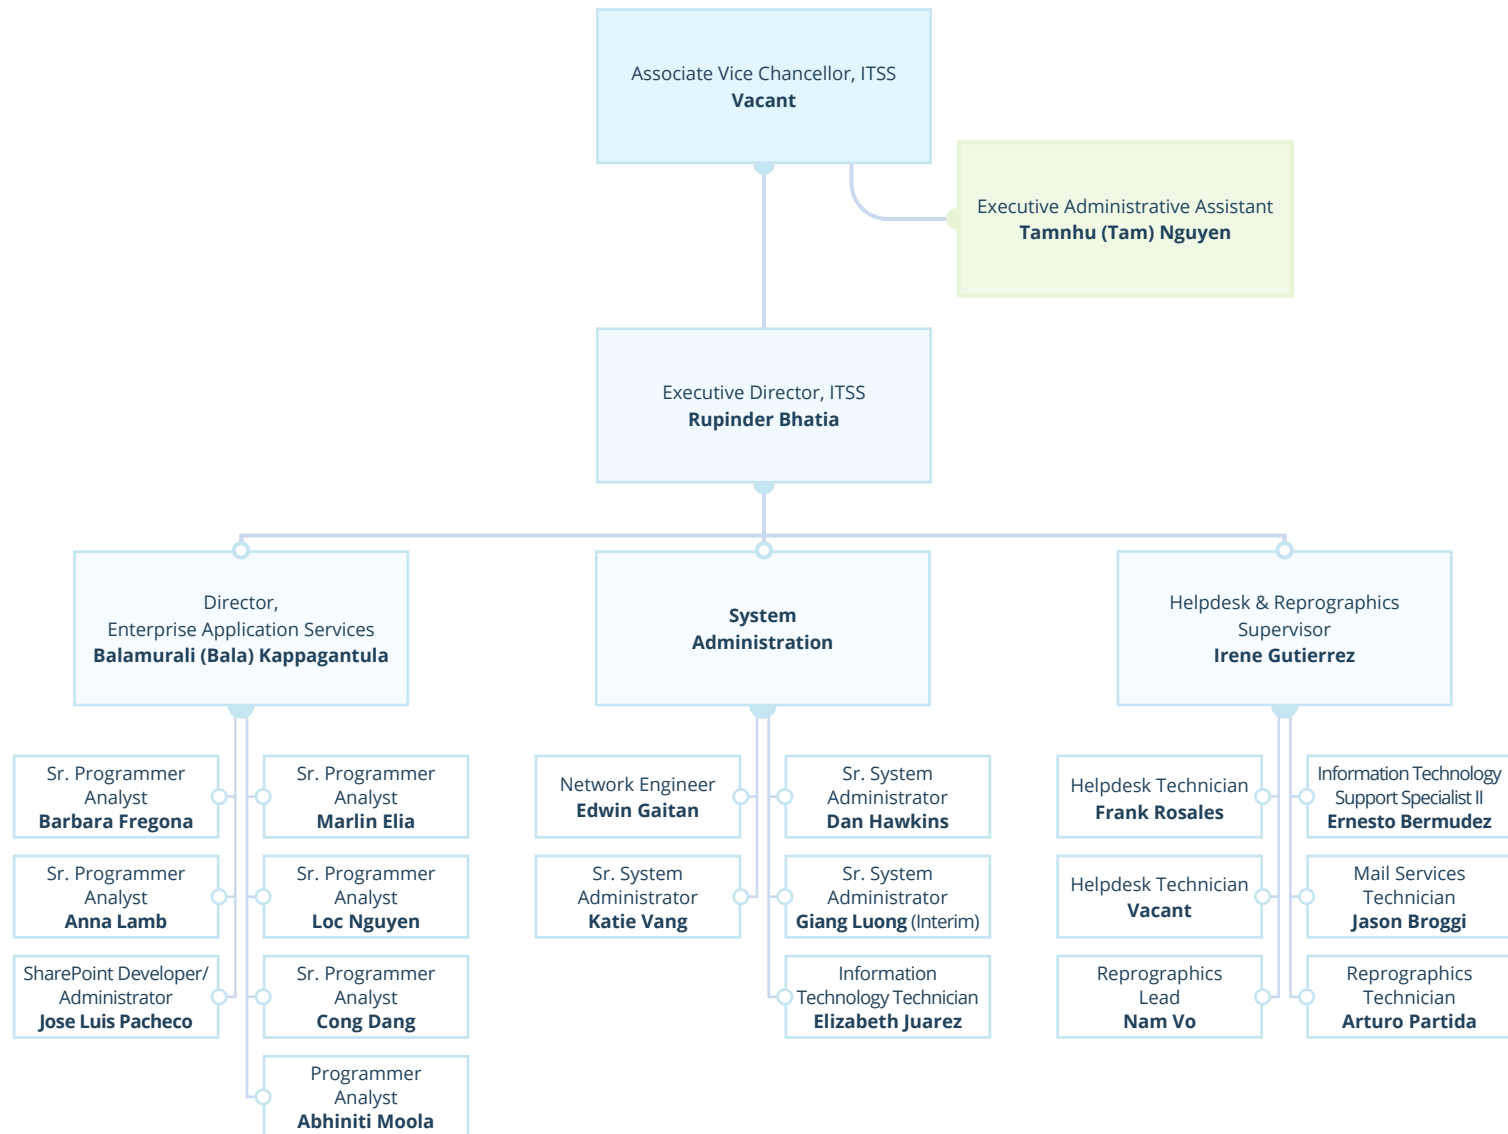 Associate Vice Chancellor, ITSS
Vacant
Executive Administrative Assistant
Tamnhu (Tam) Nguyen
Executive Director, ITSS
Rupinder Bhatia
Director,
Enterprise Application Services
Balamurali (Bala) Kappagantula
System
Administration
Helpdesk & Reprographics
Supervisor
Irene Gutierrez
Sr. Programmer
Analyst
Barbara Fregona
Sr. Programmer
Analyst
Marlin Elia
Sr. Programmer
Analyst
Anna Lamb
Sr. Programmer
Analyst
Loc Nguyen
SharePoint Developer/
Administrator
Jose Luis Pacheco
Sr. Programmer
Analyst
Cong Dang
Programmer
Analyst
Abhiniti Moola
Network Engineer
Edwin Gaitan
Sr. System
Administrator
Dan Hawkins
Sr. System
Administrator
Katie Vang
Sr. System
Administrator
Giang Luong (Interim)
Information
Technology Technician
Elizabeth Juarez
Helpdesk Technician
Frank Rosales
Information Technology
Support Specialist II
Ernesto Bermudez
Helpdesk Technician
Vacant
Mail Services
Technician
Jason Broggi
Reprographics
Lead
Nam Vo
Reprographics
Technician
Arturo Partida